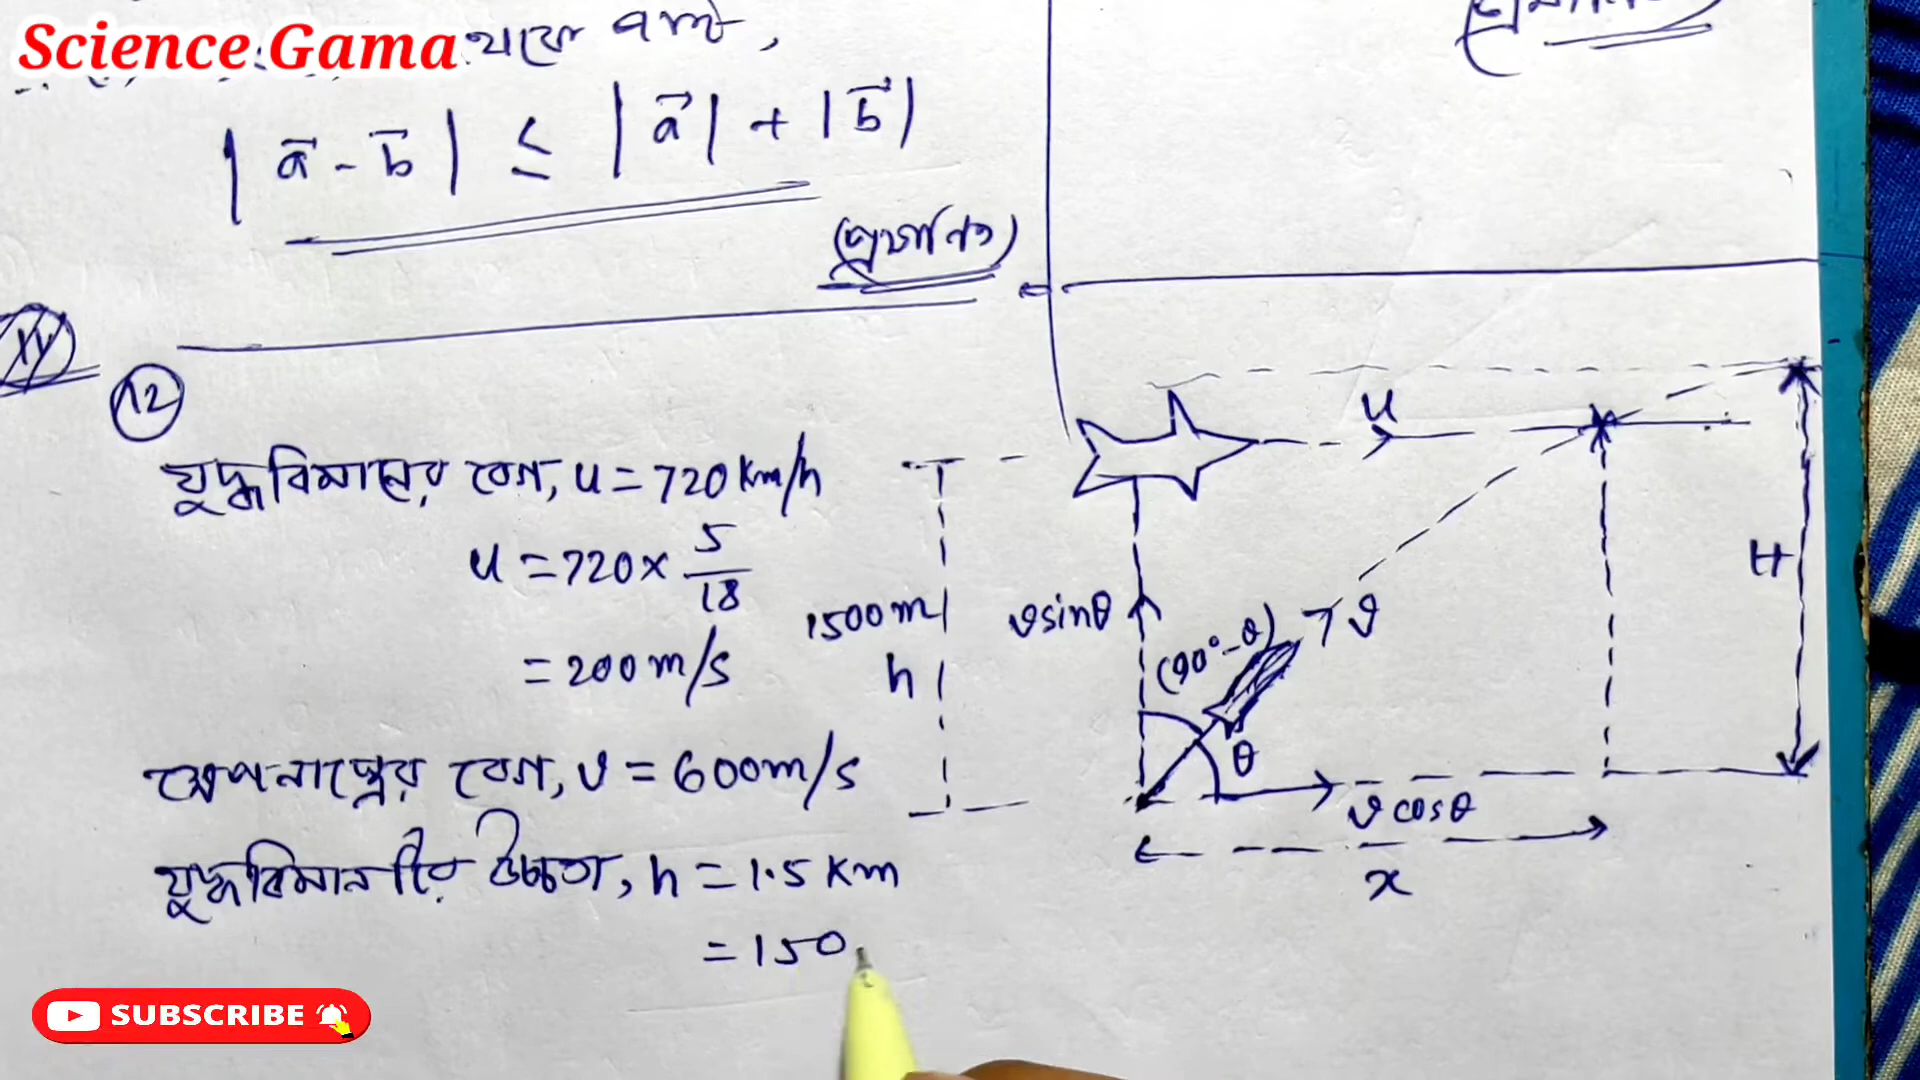 Science Gama
থেকে পাই,
|a⃗ - b⃗| ≤ |a⃗| + |b⃗|
(প্রমাণিত)
12
যুদ্ধবিমানের বেগ, u = 720 km/h
u = 720 × 5/18
= 200 m/s
ক্ষেপনাস্ত্রের বেগ, v = 600 m/s
যুদ্ধবিমানটির উচ্চতা, h = 1.5 Km
= 150
u
H
1500 m
h
v sinθ
(90° - θ)
v
θ
v cosθ
x
SUBSCRIBE